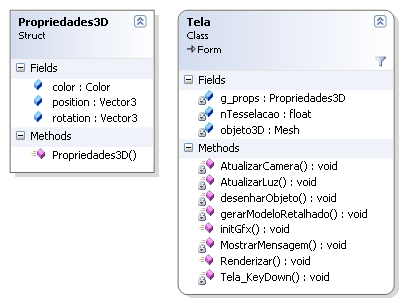 Propriedades3D
Struct
Fields
color : Color
position : Vector3
rotation : Vector3
Methods
Propriedades3D()
Tela
Class
Form
Fields
g_props : Propriedades3D
nTesselacao : float
objeto3D : Mesh
Methods
AtualizarCamera() : void
AtualizarLuz() : void
desenharObjeto() : void
gerarModeloRetalhado() : void
initGfx() : void
MostrarMensagem() : void
Renderizar() : void
Tela_KeyDown() : void